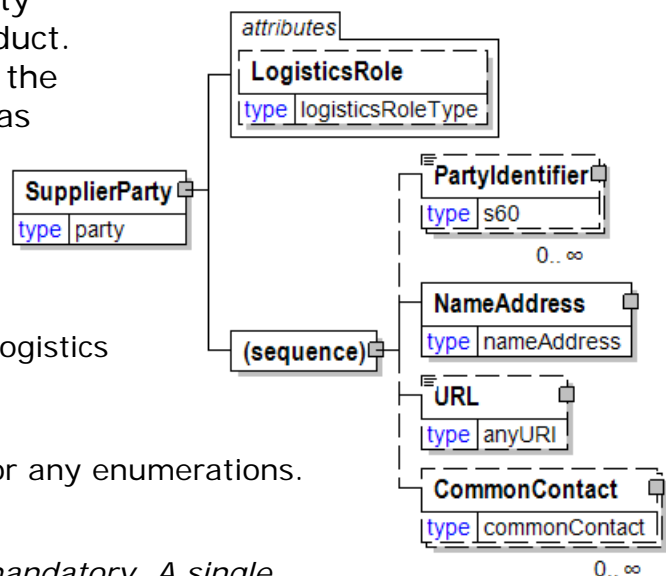 ty
duct.
the
as
attributes
LogisticsRole
type logisticsRoleType
SupplierParty
type party
PartyIdentifier
type s60
0.. ∞
NameAddress
type nameAddress
ogistics
(sequence)
URL
type anyURI
or any enumerations.
CommonContact
type commonContact
0.. ∞
mandatory. A single